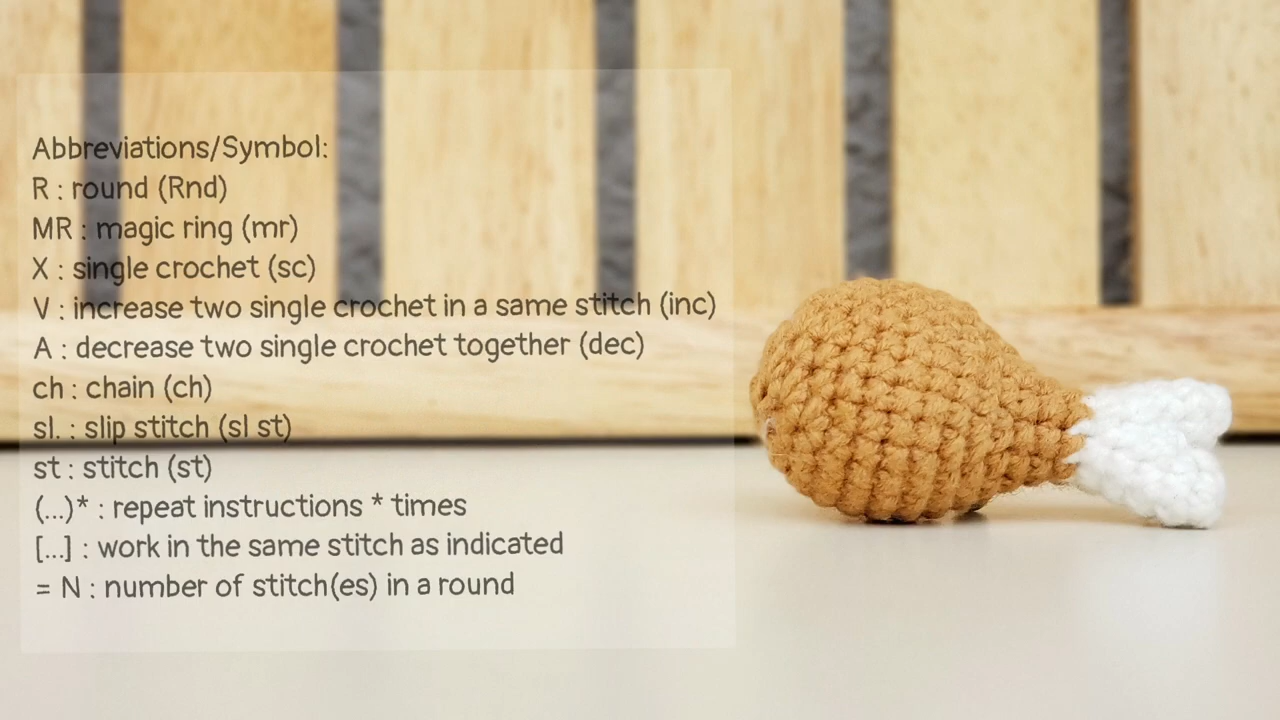 Abbreviations/Symbol:
R : round (Rnd)
MR : magic ring (mr)
X : single crochet (sc)
V : increase two single crochet in a same stitch (inc)
A : decrease two single crochet together (dec)
ch : chain (ch)
sl. : slip stitch (sl st)
st : stitch (st)
(...)* : repeat instructions * times
[...] : work in the same stitch as indicated
= N : number of stitch(es) in a round